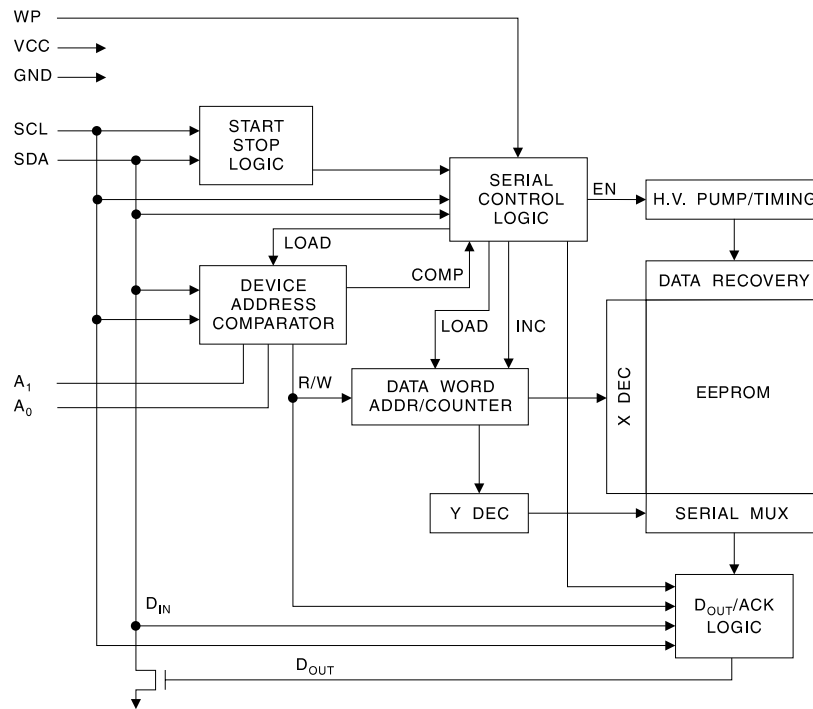 WP
VCC
GND
SCL
SDA
START
STOP
LOGIC
SERIAL
CONTROL
LOGIC
EN
H.V. PUMP/TIMING
LOAD
COMP
DEVICE
ADDRESS
COMPARATOR
DATA RECOVERY
LOAD
INC
A1
A0
R/W
DATA WORD
ADDR/COUNTER
X DEC
EEPROM
Y DEC
SERIAL MUX
DIN
DOUT/ACK
LOGIC
DOUT